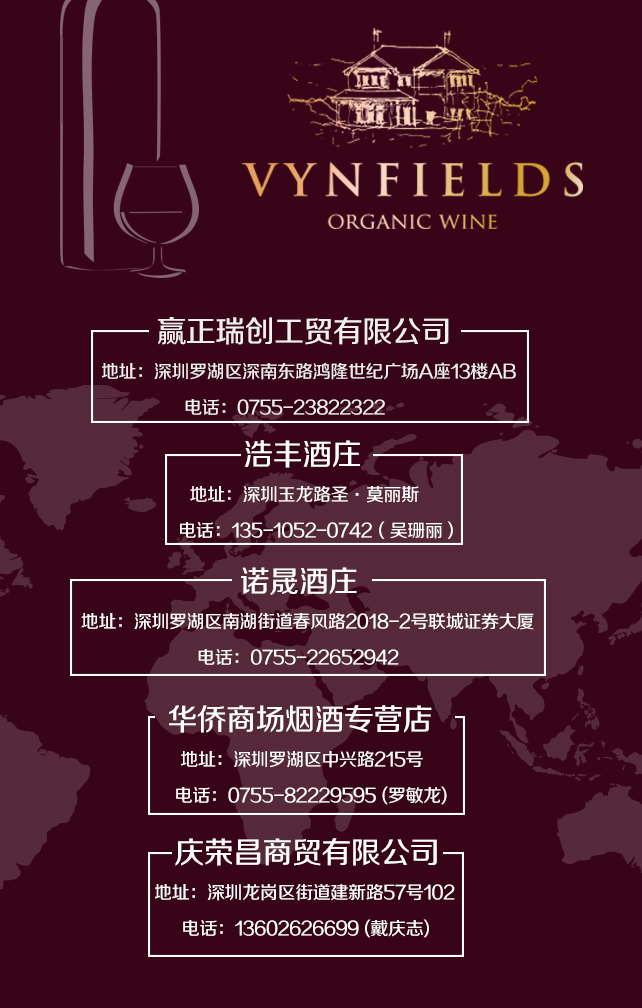 VYNFIELDS
ORGANIC WINE
赢正瑞创工贸有限公司
地址：深圳罗湖区深南东路鸿隆世纪广场A座13楼AB
电话：0755-23822322
浩丰酒庄
地址：深圳玉龙路圣·莫丽斯
电话：135-1052-0742（吴珊丽）
诺晟酒庄
地址：深圳罗湖区南湖街道春风路2018-2号联城证券大厦
电话：0755-22652942
华侨商场烟酒专营店
地址：深圳罗湖区中兴路215号
电话：0755-82229595 (罗敏龙)
庆荣昌商贸有限公司
地址：深圳龙岗区街道建新路57号102
电话：13602626699 (戴庆志)